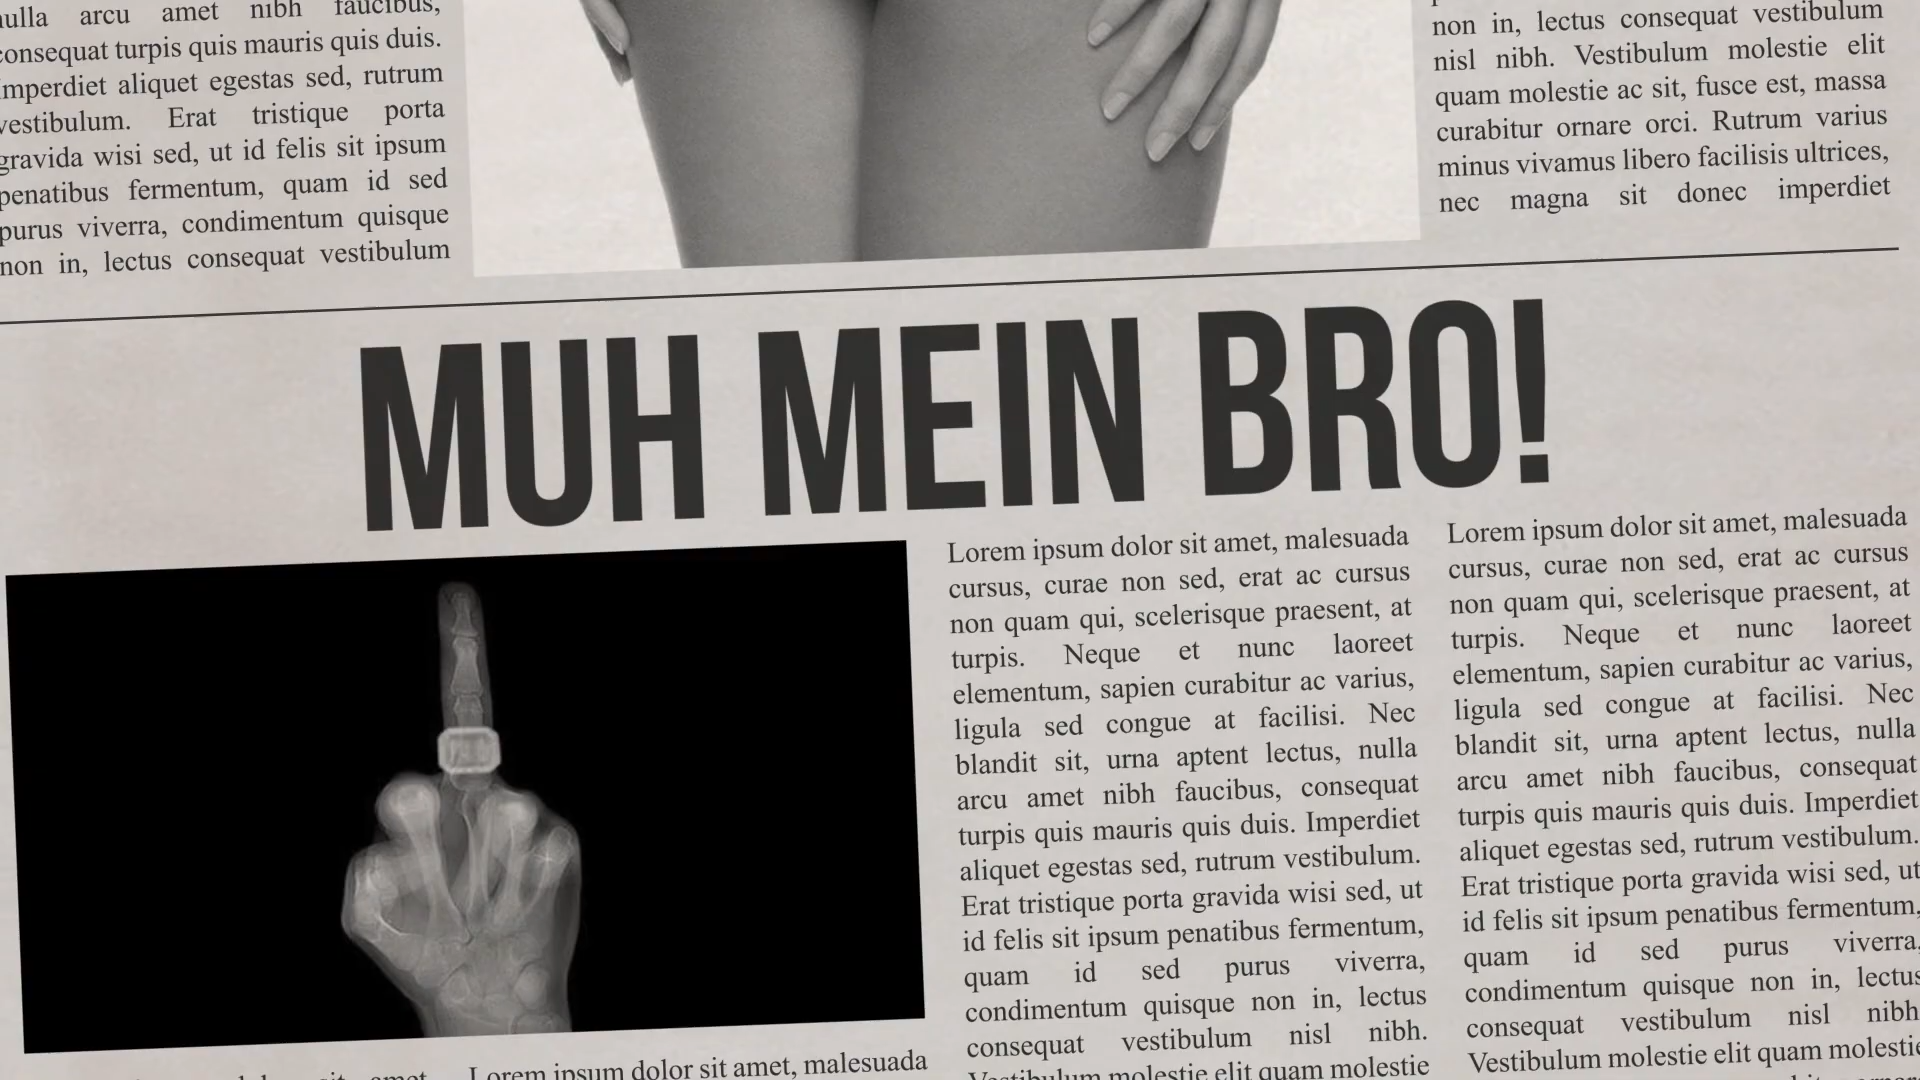 nulla arcu amet nibh faucibus,
consequat turpis quis mauris quis duis.
Imperdiet aliquet egestas sed, rutrum
vestibulum. Erat tristique porta
gravida wisi sed, ut id felis sit ipsum
penatibus fermentum, quam id sed
purus viverra, condimentum quisque
non in, lectus consequat vestibulum
non in, lectus consequat vestibulum
nisl nibh. Vestibulum molestie elit
quam molestie ac sit, fusce est, massa
curabitur ornare orci. Rutrum varius
minus vivamus libero facilisis ultrices,
nec magna sit donec imperdiet
MUH MEIN BRO!
sit amet
Lorem ipsum dolor sit amet, malesuada
Lorem ipsum dolor sit amet, malesuada
cursus, curae non sed, erat ac cursus
non quam qui, scelerisque praesent, at
turpis. Neque et nunc laoreet
elementum, sapien curabitur ac varius,
ligula sed congue at facilisi. Nec
blandit sit, urna aptent lectus, nulla
arcu amet nibh faucibus, consequat
turpis quis mauris quis duis. Imperdiet
aliquet egestas sed, rutrum vestibulum.
Erat tristique porta gravida wisi sed, ut
id felis sit ipsum penatibus fermentum,
quam id sed purus viverra,
condimentum quisque non in, lectus
consequat vestibulum nisl nibh.
Vestibulum molestie elit quam molestie
Lorem ipsum dolor sit amet, malesuada
cursus, curae non sed, erat ac cursus
non quam qui, scelerisque praesent, at
turpis. Neque et nunc laoreet
elementum, sapien curabitur ac varius,
ligula sed congue at facilisi. Nec
blandit sit, urna aptent lectus, nulla
arcu amet nibh faucibus, consequat
turpis quis mauris quis duis. Imperdiet
aliquet egestas sed, rutrum vestibulum.
Erat tristique porta gravida wisi sed, ut
id felis sit ipsum penatibus fermentum,
quam id sed purus viverra,
condimentum quisque non in, lectus
consequat vestibulum nisl nibh.
Vestibulum molestie elit quam molestie